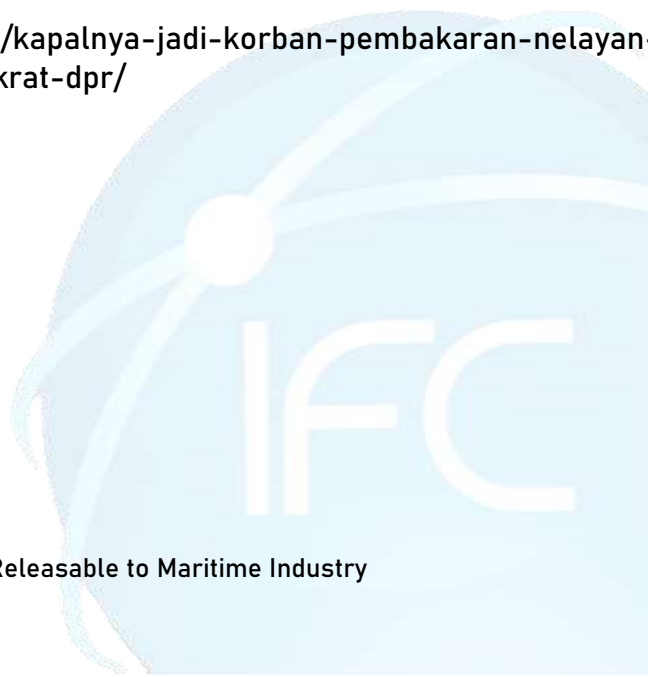 /kapalnya-jadi-korban-pembakaran-nelayan-
krat-dpr/
IFC
Releasable to Maritime Industry